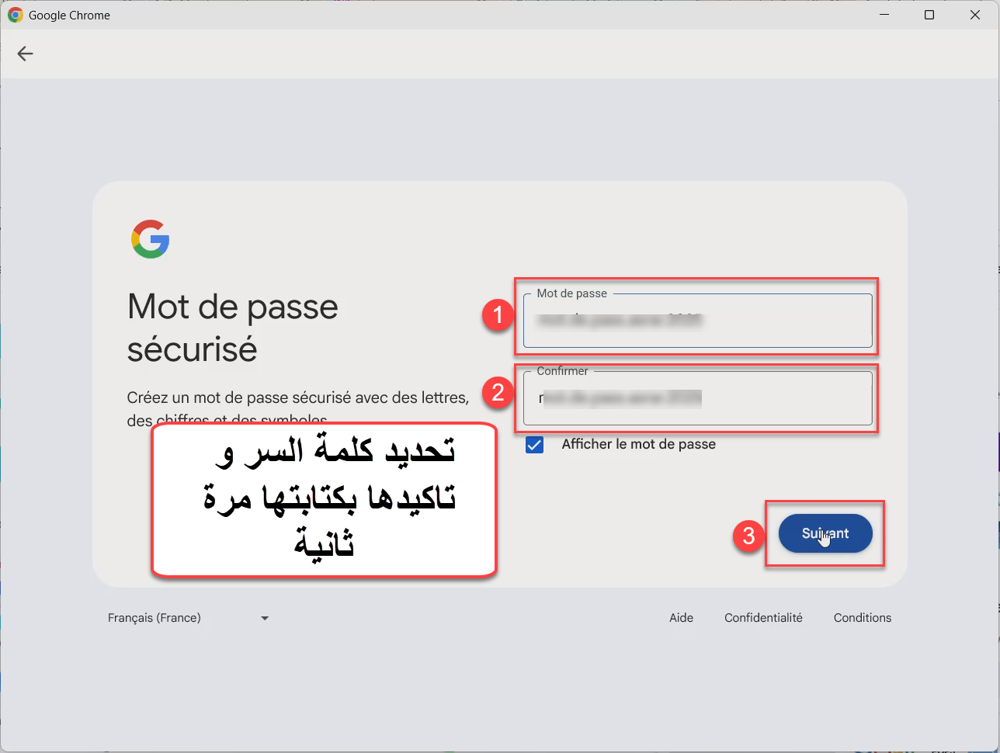 Google Chrome
Mot de passe
sécurisé
Créez un mot de passe sécurisé avec des lettres,
des chiffres et des symboles
تحديد كلمة السر و
تاكيدها بكتابتها مرة
ثانية
1
Mot de passe
2
Confirmer
Afficher le mot de passe
3
Suivant
Français (France)
Aide
Confidentialité
Conditions